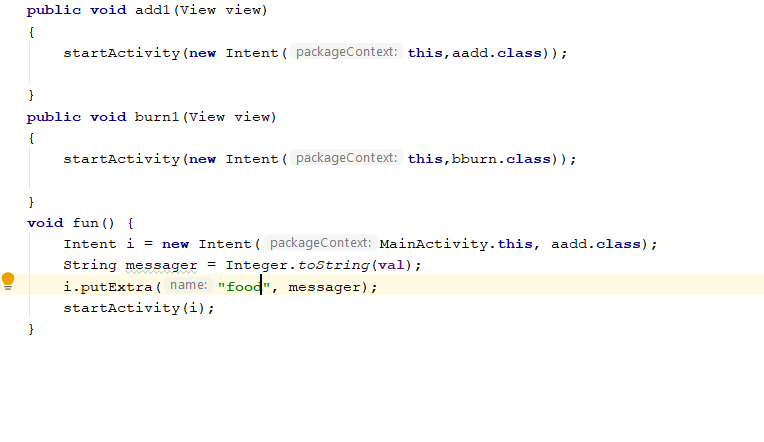 public void add1(View view)
{
startActivity(new Intent( packageContext: this,aadd.class));
}
public void burn1(View view)
{
startActivity(new Intent( packageContext: this,bburn.class));
}
void fun() {
Intent i = new Intent( packageContext: MainActivity.this, aadd.class);
String messager = Integer.toString(val);
i.putExtra( name: "food", messager);
startActivity(i);
}